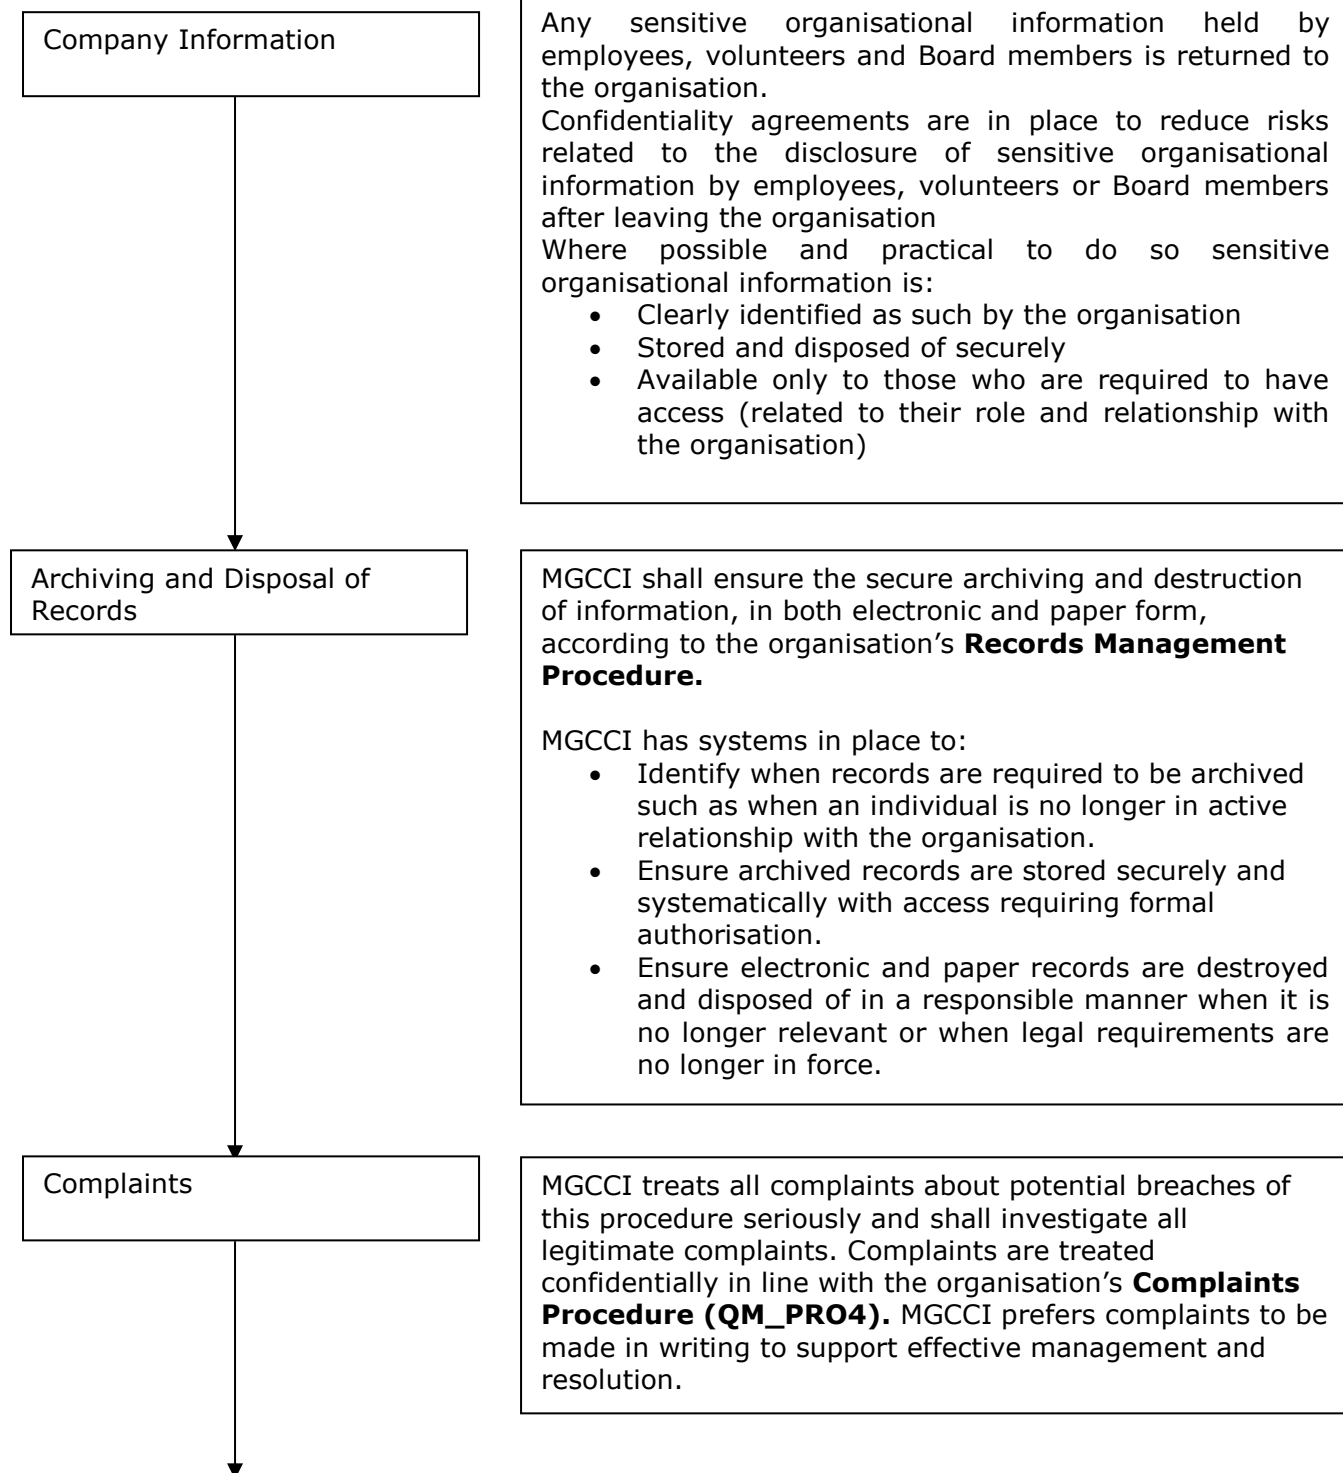 Company Information
Any sensitive organisational information held by
employees, volunteers and Board members is returned to
the organisation.
Confidentiality agreements are in place to reduce risks
related to the disclosure of sensitive organisational
information by employees, volunteers or Board members
after leaving the organisation
Where possible and practical to do so sensitive
organisational information is:
• Clearly identified as such by the organisation
• Stored and disposed of securely
• Available only to those who are required to have
access (related to their role and relationship with
the organisation)
Archiving and Disposal of
Records
MGCCI shall ensure the secure archiving and destruction
of information, in both electronic and paper form,
according to the organisation’s Records Management
Procedure.
MGCCI has systems in place to:
• Identify when records are required to be archived
such as when an individual is no longer in active
relationship with the organisation.
• Ensure archived records are stored securely and
systematically with access requiring formal
authorisation.
• Ensure electronic and paper records are destroyed
and disposed of in a responsible manner when it is
no longer relevant or when legal requirements are
no longer in force.
Complaints
MGCCI treats all complaints about potential breaches of
this procedure seriously and shall investigate all
legitimate complaints. Complaints are treated
confidentially in line with the organisation’s Complaints
Procedure (QM_PRO4). MGCCI prefers complaints to be
made in writing to support effective management and
resolution.